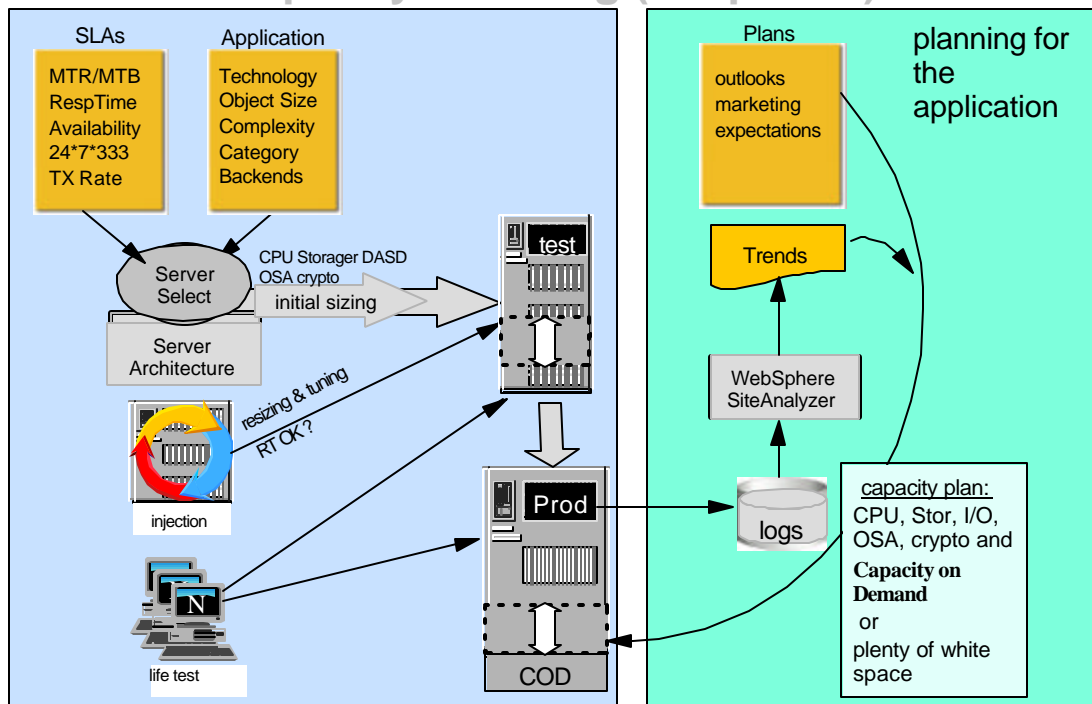 SLAs
MTR/MTB
RespTime
Availability
24*7*333
TX Rate
Application
Technology
Object Size
Complexity
Category
Backends
Server
Select
Server
Architecture
CPU Storager DASD
OSA crypto
initial sizing
test
resizing & tuning
RT OK ?
injection
N
life test
Prod
COD
planning for
the
application
Plans
outlooks
marketing
expectations
Trends
WebSphere
SiteAnalyzer
logs
capacity plan:
CPU, Stor, I/O,
OSA, crypto and
Capacity on
Demand
or
plenty of white
space